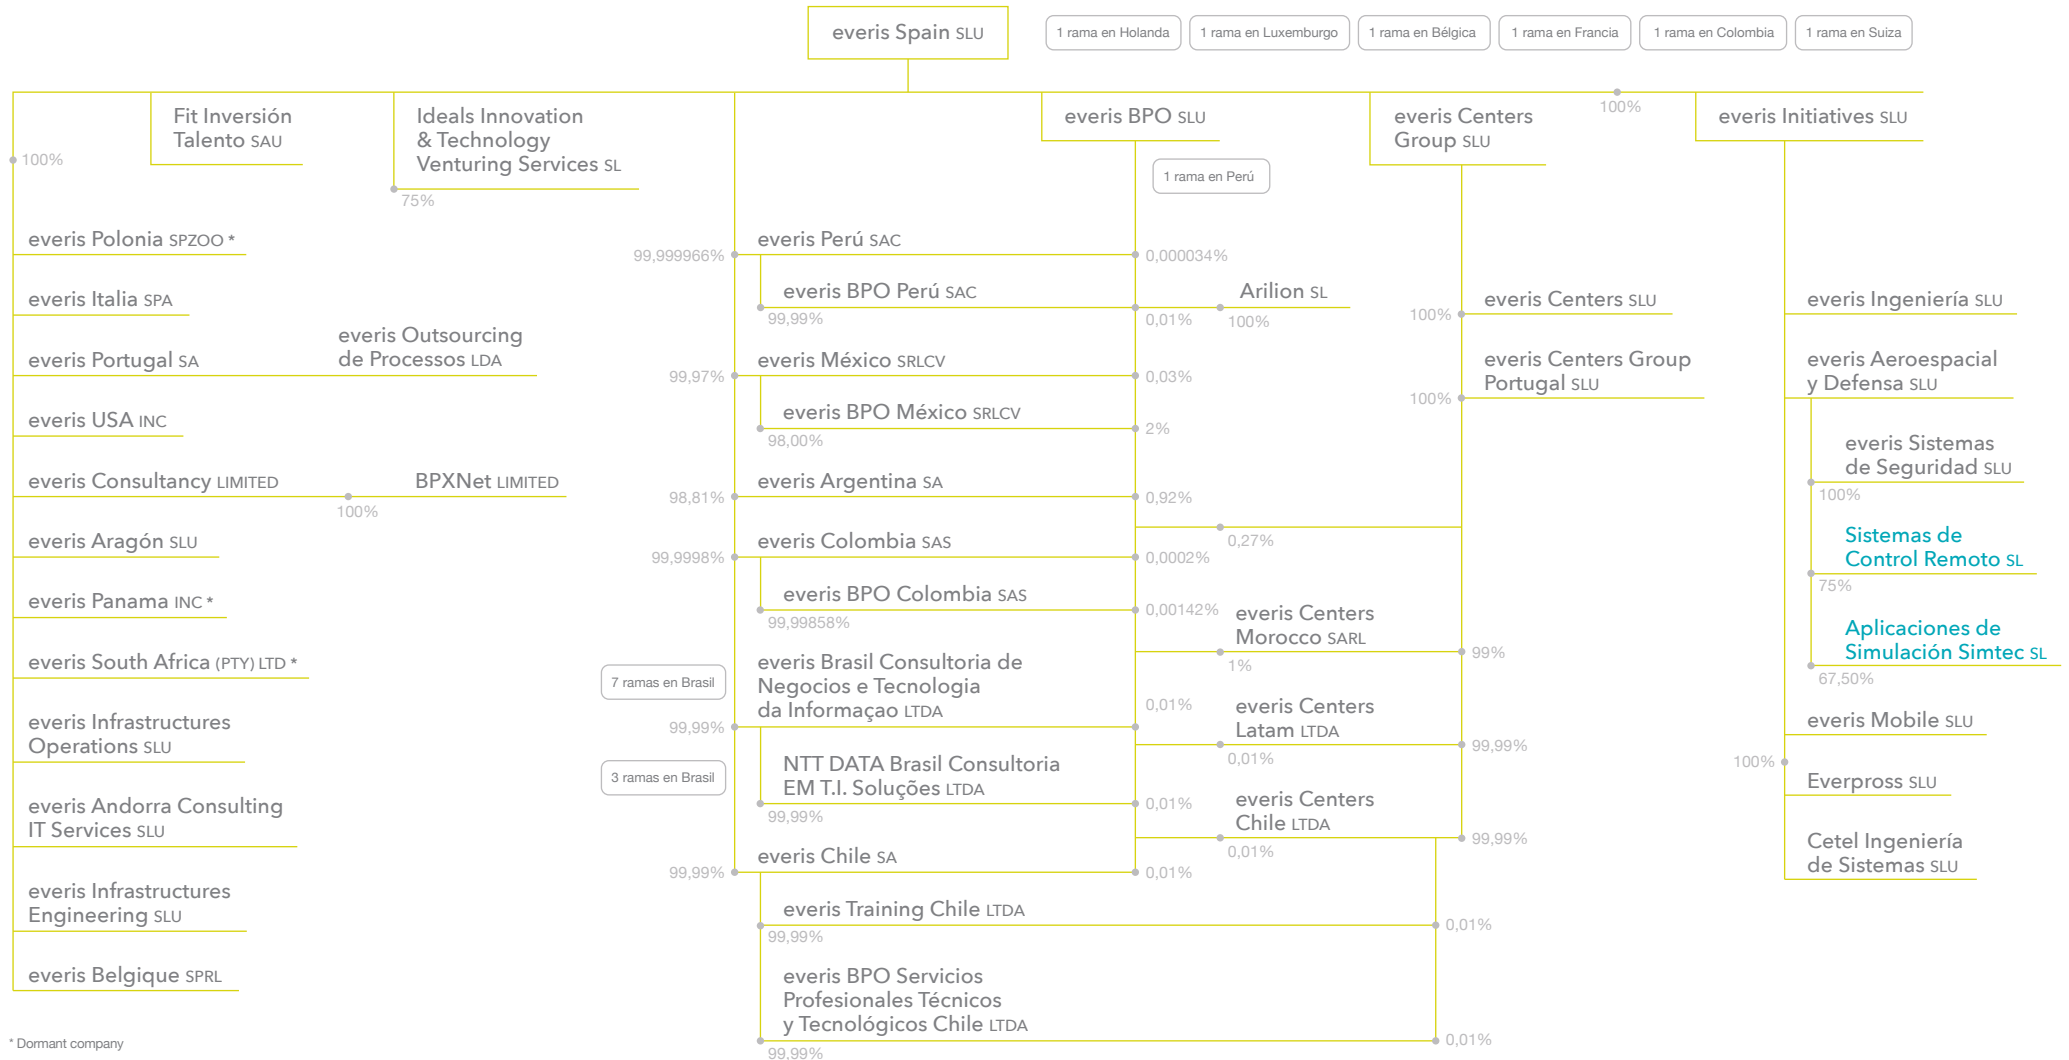 everis Spain SLU
1 rama en Holanda
1 rama en Luxemburgo
1 rama en Bélgica
1 rama en Francia
1 rama en Colombia
1 rama en Suiza
100%
Fit Inversión
Talento SAU
Ideals Innovation
& Technology
Venturing Services SL
75%
everis BPO SLU
1 rama en Perú
everis Centers
Group SLU
100%
everis Initiatives SLU
everis Polonia SPZOO *
everis Italia SPA
everis Portugal SA
everis Outsourcing
de Processos LDA
everis USA INC
everis Consultancy LIMITED
100%
BPXNet LIMITED
everis Aragón SLU
everis Panama INC *
everis South Africa (PTY) LTD *
everis Infrastructures
Operations SLU
everis Andorra Consulting
IT Services SLU
everis Infrastructures
Engineering SLU
everis Belgique SPRL
* Dormant company
99,999966%
everis Perú SAC
0,000034%
everis BPO Perú SAC
99,99%
0,01%
Arilion SL
100%
99,97%
everis México SRLCV
0,03%
everis BPO México SRLCV
98,00%
2%
98,81%
everis Argentina SA
0,92%
0,27%
99,9998%
everis Colombia SAS
0,0002%
everis BPO Colombia SAS
99,99858%
0,00142%
7 ramas en Brasil
everis Brasil Consultoria de
Negocios e Tecnologia
da Informaçao LTDA
99,99%
0,01%
3 ramas en Brasil
NTT DATA Brasil Consultoria
EM T.I. Soluções LTDA
99,99%
0,01%
99,99%
everis Chile SA
0,01%
everis Training Chile LTDA
99,99%
0,01%
everis BPO Servicios
Profesionales Técnicos
y Tecnológicos Chile LTDA
99,99%
0,01%
everis Centers
Morocco SARL
1%
99%
everis Centers
Latam LTDA
0,01%
99,99%
everis Centers
Chile LTDA
0,01%
99,99%
100%
everis Centers SLU
everis Centers Group
Portugal SLU
100%
everis Ingeniería SLU
everis Aeroespacial
y Defensa SLU
everis Sistemas
de Seguridad SLU
100%
Sistemas de
Control Remoto SL
75%
Aplicaciones de
Simulación Simtec SL
67,50%
everis Mobile SLU
100%
Everpross SLU
Cetel Ingeniería
de Sistemas SLU